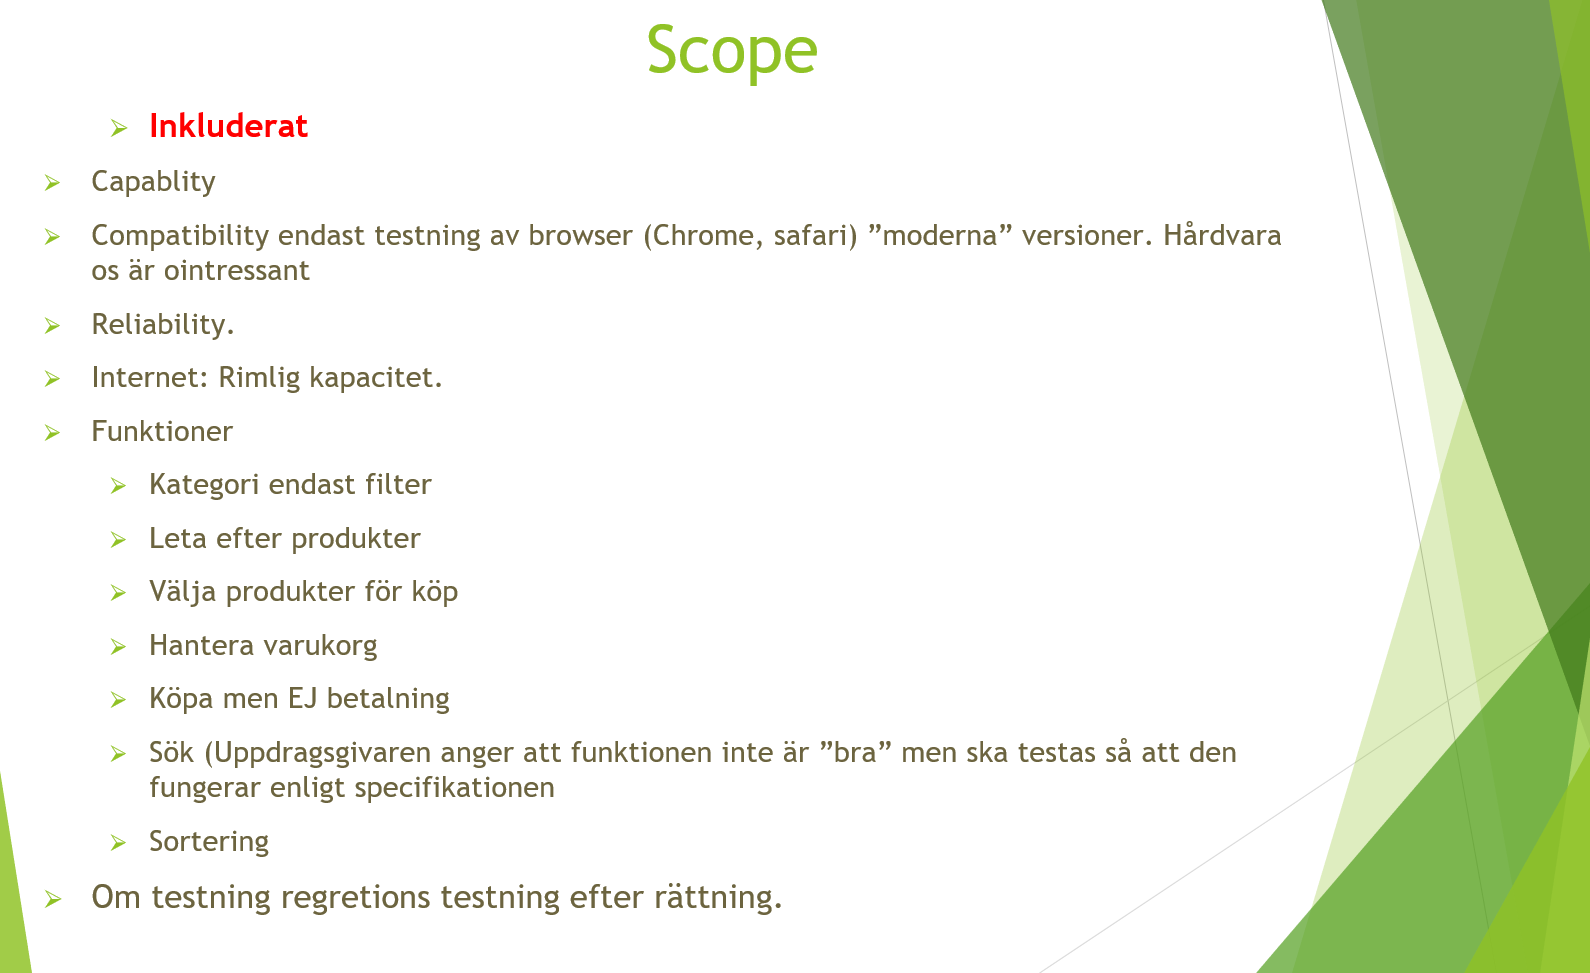 Scope
Inkluderat
Capablity
Compatibility endast testning av browser (Chrome, safari) ”moderna” versioner. Hårdvara
os är ointressant
Reliability.
Internet: Rimlig kapacitet.
Funktioner
Kategori endast filter
Leta efter produkter
Välja produkter för köp
Hantera varukorg
Köpa men EJ betalning
Sök (Uppdragsgivaren anger att funktionen inte är ”bra” men ska testas så att den
fungerar enligt specifikationen
Sortering
Om testning regretions testning efter rättning.